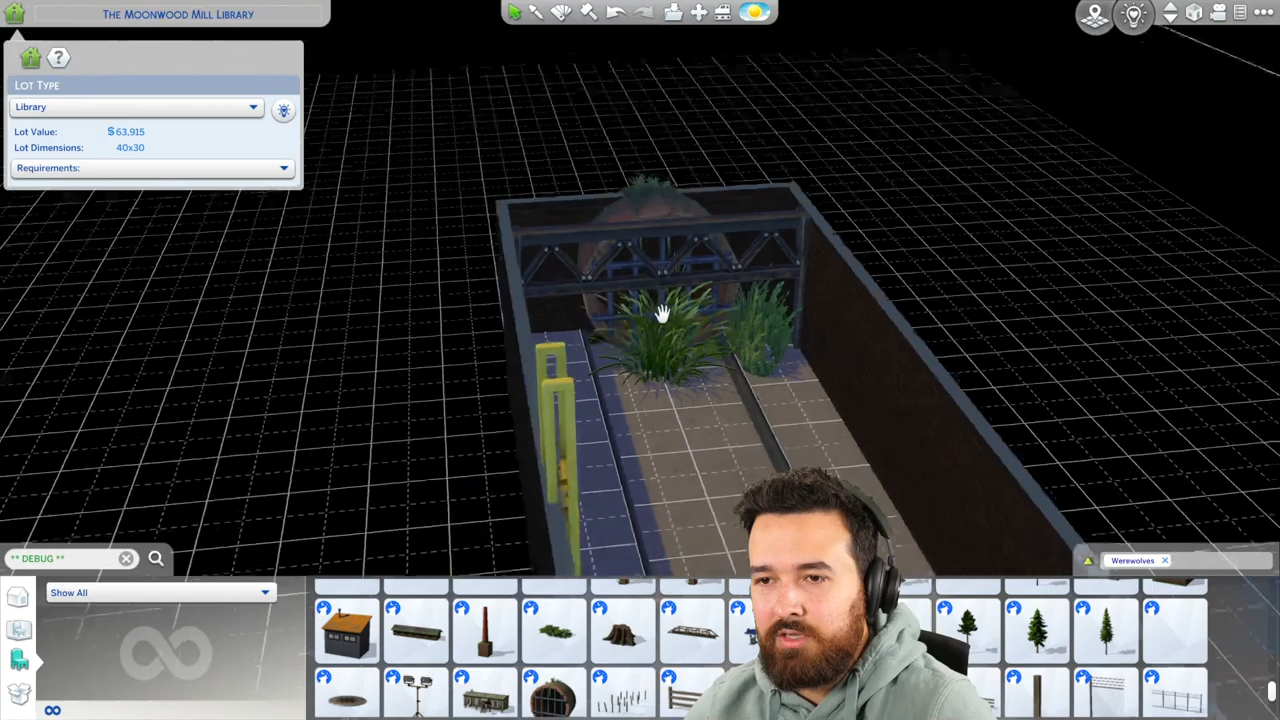 The Moonwood Mill Library
Lot Type
Library
Lot Value: §63,915
Lot Dimensions: 40x30
Requirements:
** DEBUG **
Werewolves
Show All